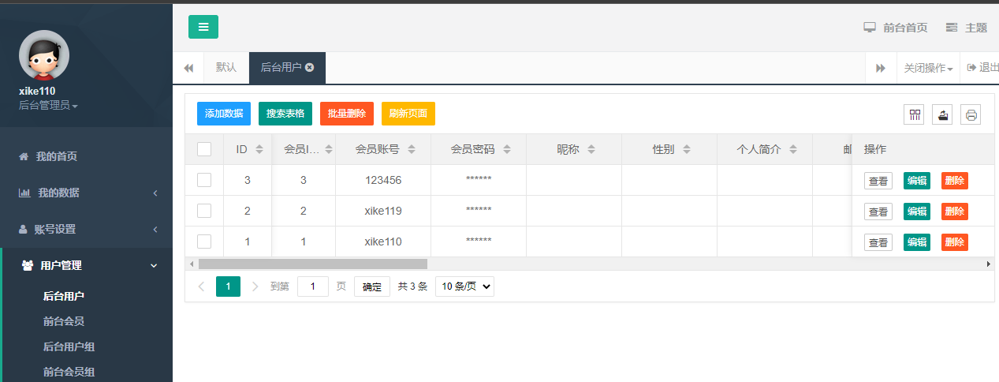 xike110
后台管理员
我的首页
我的数据
账号设置
用户管理
后台用户
前台会员
后台用户组
前台会员组
前台首页 主题
默认 后台用户 关闭操作 退出
添加数据 搜索表格 批量删除 刷新页面
ID 会员I... 会员账号 会员密码 昵称 性别 个人简介 操作
3 3 123456 ****** 查看 编辑 删除
2 2 xike119 ****** 查看 编辑 删除
1 1 xike110 ****** 查看 编辑 删除
1 到第 1 页 确定 共 3 条 10 条/页